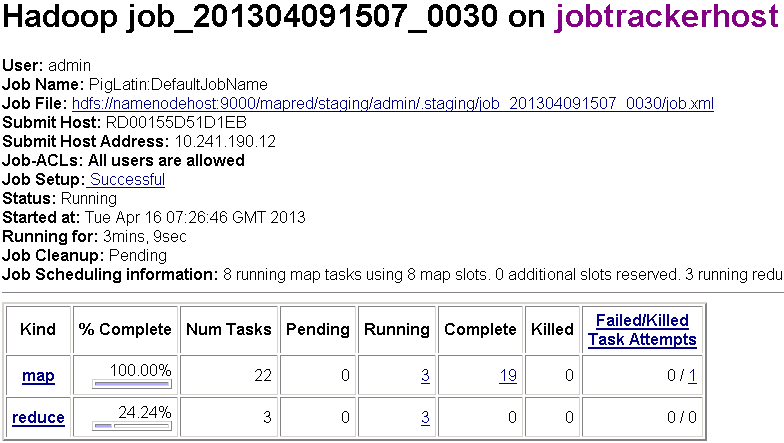 Hadoop job_201304091507_0030 on jobtrackerhost
User: admin
Job Name: PigLatin:DefaultJobName
Job File: hdfs://namenodehost:9000/mapred/staging/admin/.staging/job_201304091507_0030/job.xml
Submit Host: RD00155D51D1EB
Submit Host Address: 10.241.190.12
Job-ACLs: All users are allowed
Job Setup: Successful
Status: Running
Started at: Tue Apr 16 07:26:46 GMT 2013
Running for: 3mins, 9sec
Job Cleanup: Pending
Job Scheduling information: 8 running map tasks using 8 map slots. 0 additional slots reserved. 3 running redu
Kind % Complete Num Tasks Pending Running Complete Killed Failed/Killed Task Attempts
map 100.00% 22 0 3 19 0 0 / 1
reduce 24.24% 3 0 3 0 0 0 / 0